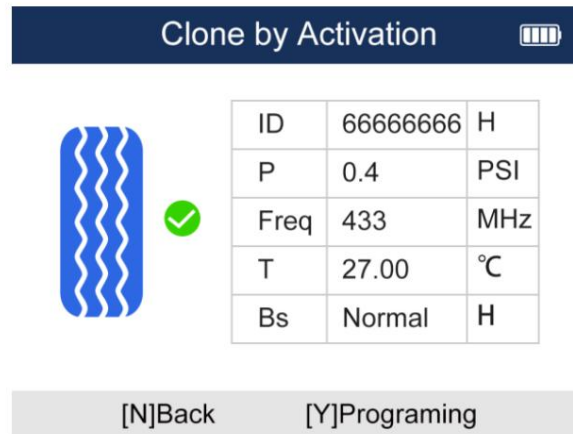 Clone by Activation
ID 66666666 H
P 0.4 PSI
Freq 433 MHz
T 27.00 ℃
Bs Normal H
[N]Back [Y]Programing